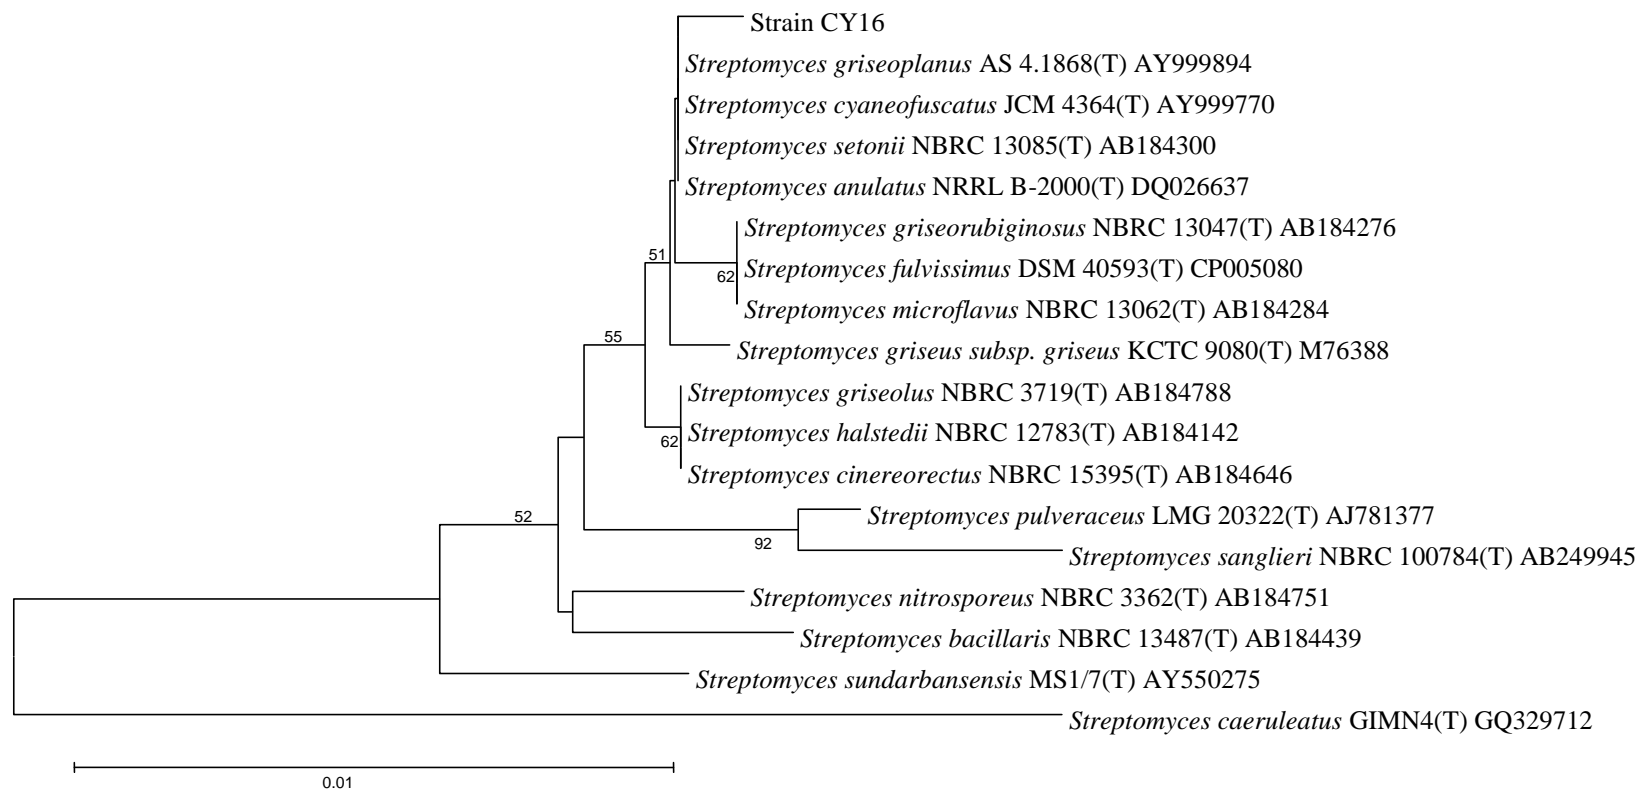 Strain CY16
Streptomyces griseoplanus AS 4.1868(T) AY999894
Streptomyces cyaneofuscatus JCM 4364(T) AY999770
Streptomyces setonii NBRC 13085(T) AB184300
Streptomyces anulatus NRRL B-2000(T) DQ026637
Streptomyces griseorubiginosus NBRC 13047(T) AB184276
51
Streptomyces fulvissimus DSM 40593(T) CP005080
62
Streptomyces microflavus NBRC 13062(T) AB184284
55
Streptomyces griseus subsp. griseus KCTC 9080(T) M76388
Streptomyces griseolus NBRC 3719(T) AB184788
Streptomyces halstedii NBRC 12783(T) AB184142
62
Streptomyces cinereorectus NBRC 15395(T) AB184646
52
Streptomyces pulveraceus LMG 20322(T) AJ781377
92
Streptomyces sanglieri NBRC 100784(T) AB249945
Streptomyces nitrosporeus NBRC 3362(T) AB184751
Streptomyces bacillaris NBRC 13487(T) AB184439
Streptomyces sundarbansensis MS1/7(T) AY550275
Streptomyces caeruleatus GIMN4(T) GQ329712
0.01